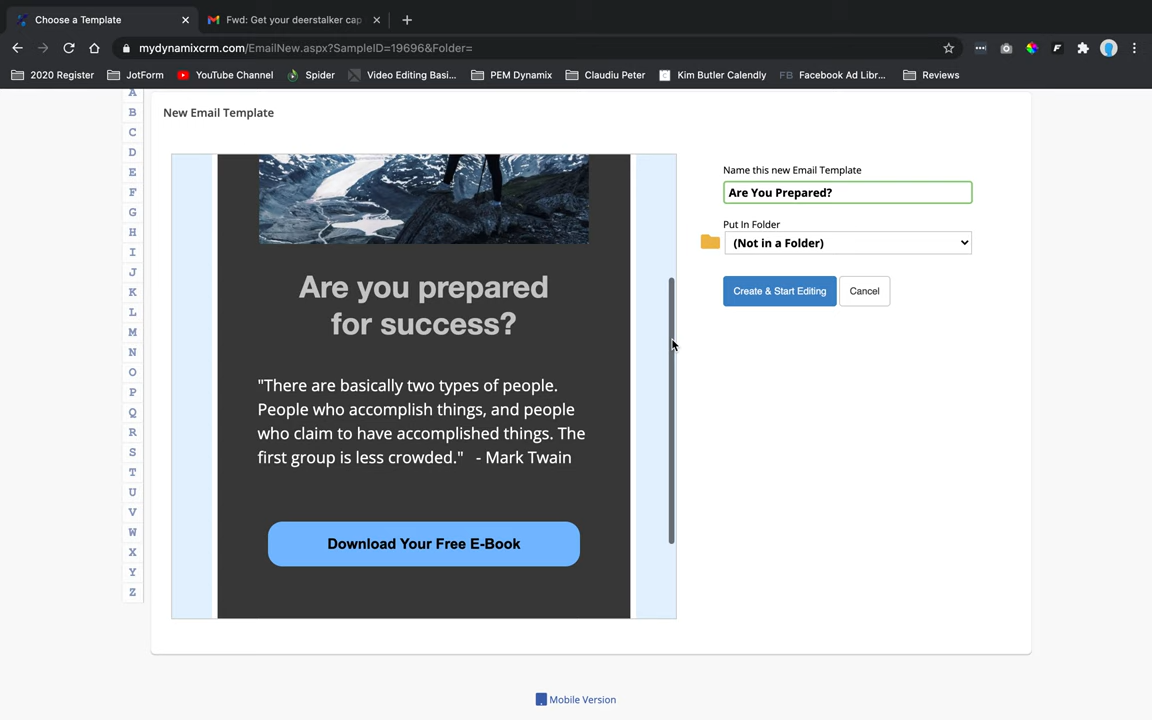 Choose a Template
Fwd: Get your deerstalker cap
mydynamixcrm.com/EmailNew.aspx?SampleID=19696&Folder=
2020 Register
JotForm
YouTube Channel
Spider
Video Editing Basi...
PEM Dynamix
Claudiu Peter
Kim Butler Calendly
FB
Facebook Ad Libr...
Reviews
A
B
C
D
E
F
G
H
I
J
K
L
M
N
O
P
Q
R
S
T
U
V
W
X
Y
Z
New Email Template
Are you prepared
for success?
"There are basically two types of people.
People who accomplish things, and people
who claim to have accomplished things. The
first group is less crowded." - Mark Twain
Download Your Free E-Book
Name this new Email Template
Are You Prepared?
Put In Folder
(Not in a Folder)
Create & Start Editing
Cancel
Mobile Version